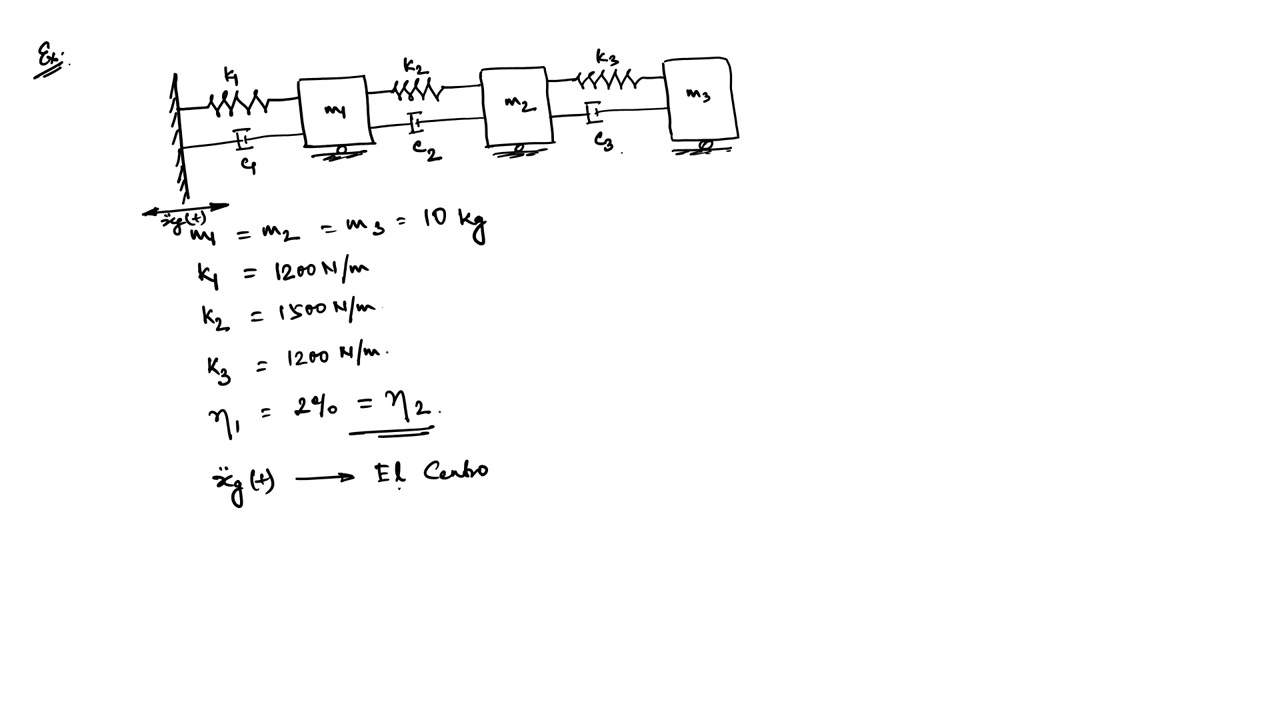 Ex:
k1 k2 k3
m1 m2 m3
c1 c2 c3
ẍg(t)
m1 = m2 = m3 = 10 kg
k1 = 1200 N/m
k2 = 1500 N/m.
k3 = 1200 N/m.
η1 = 2% = η2.
ẍg(t) → El Centro